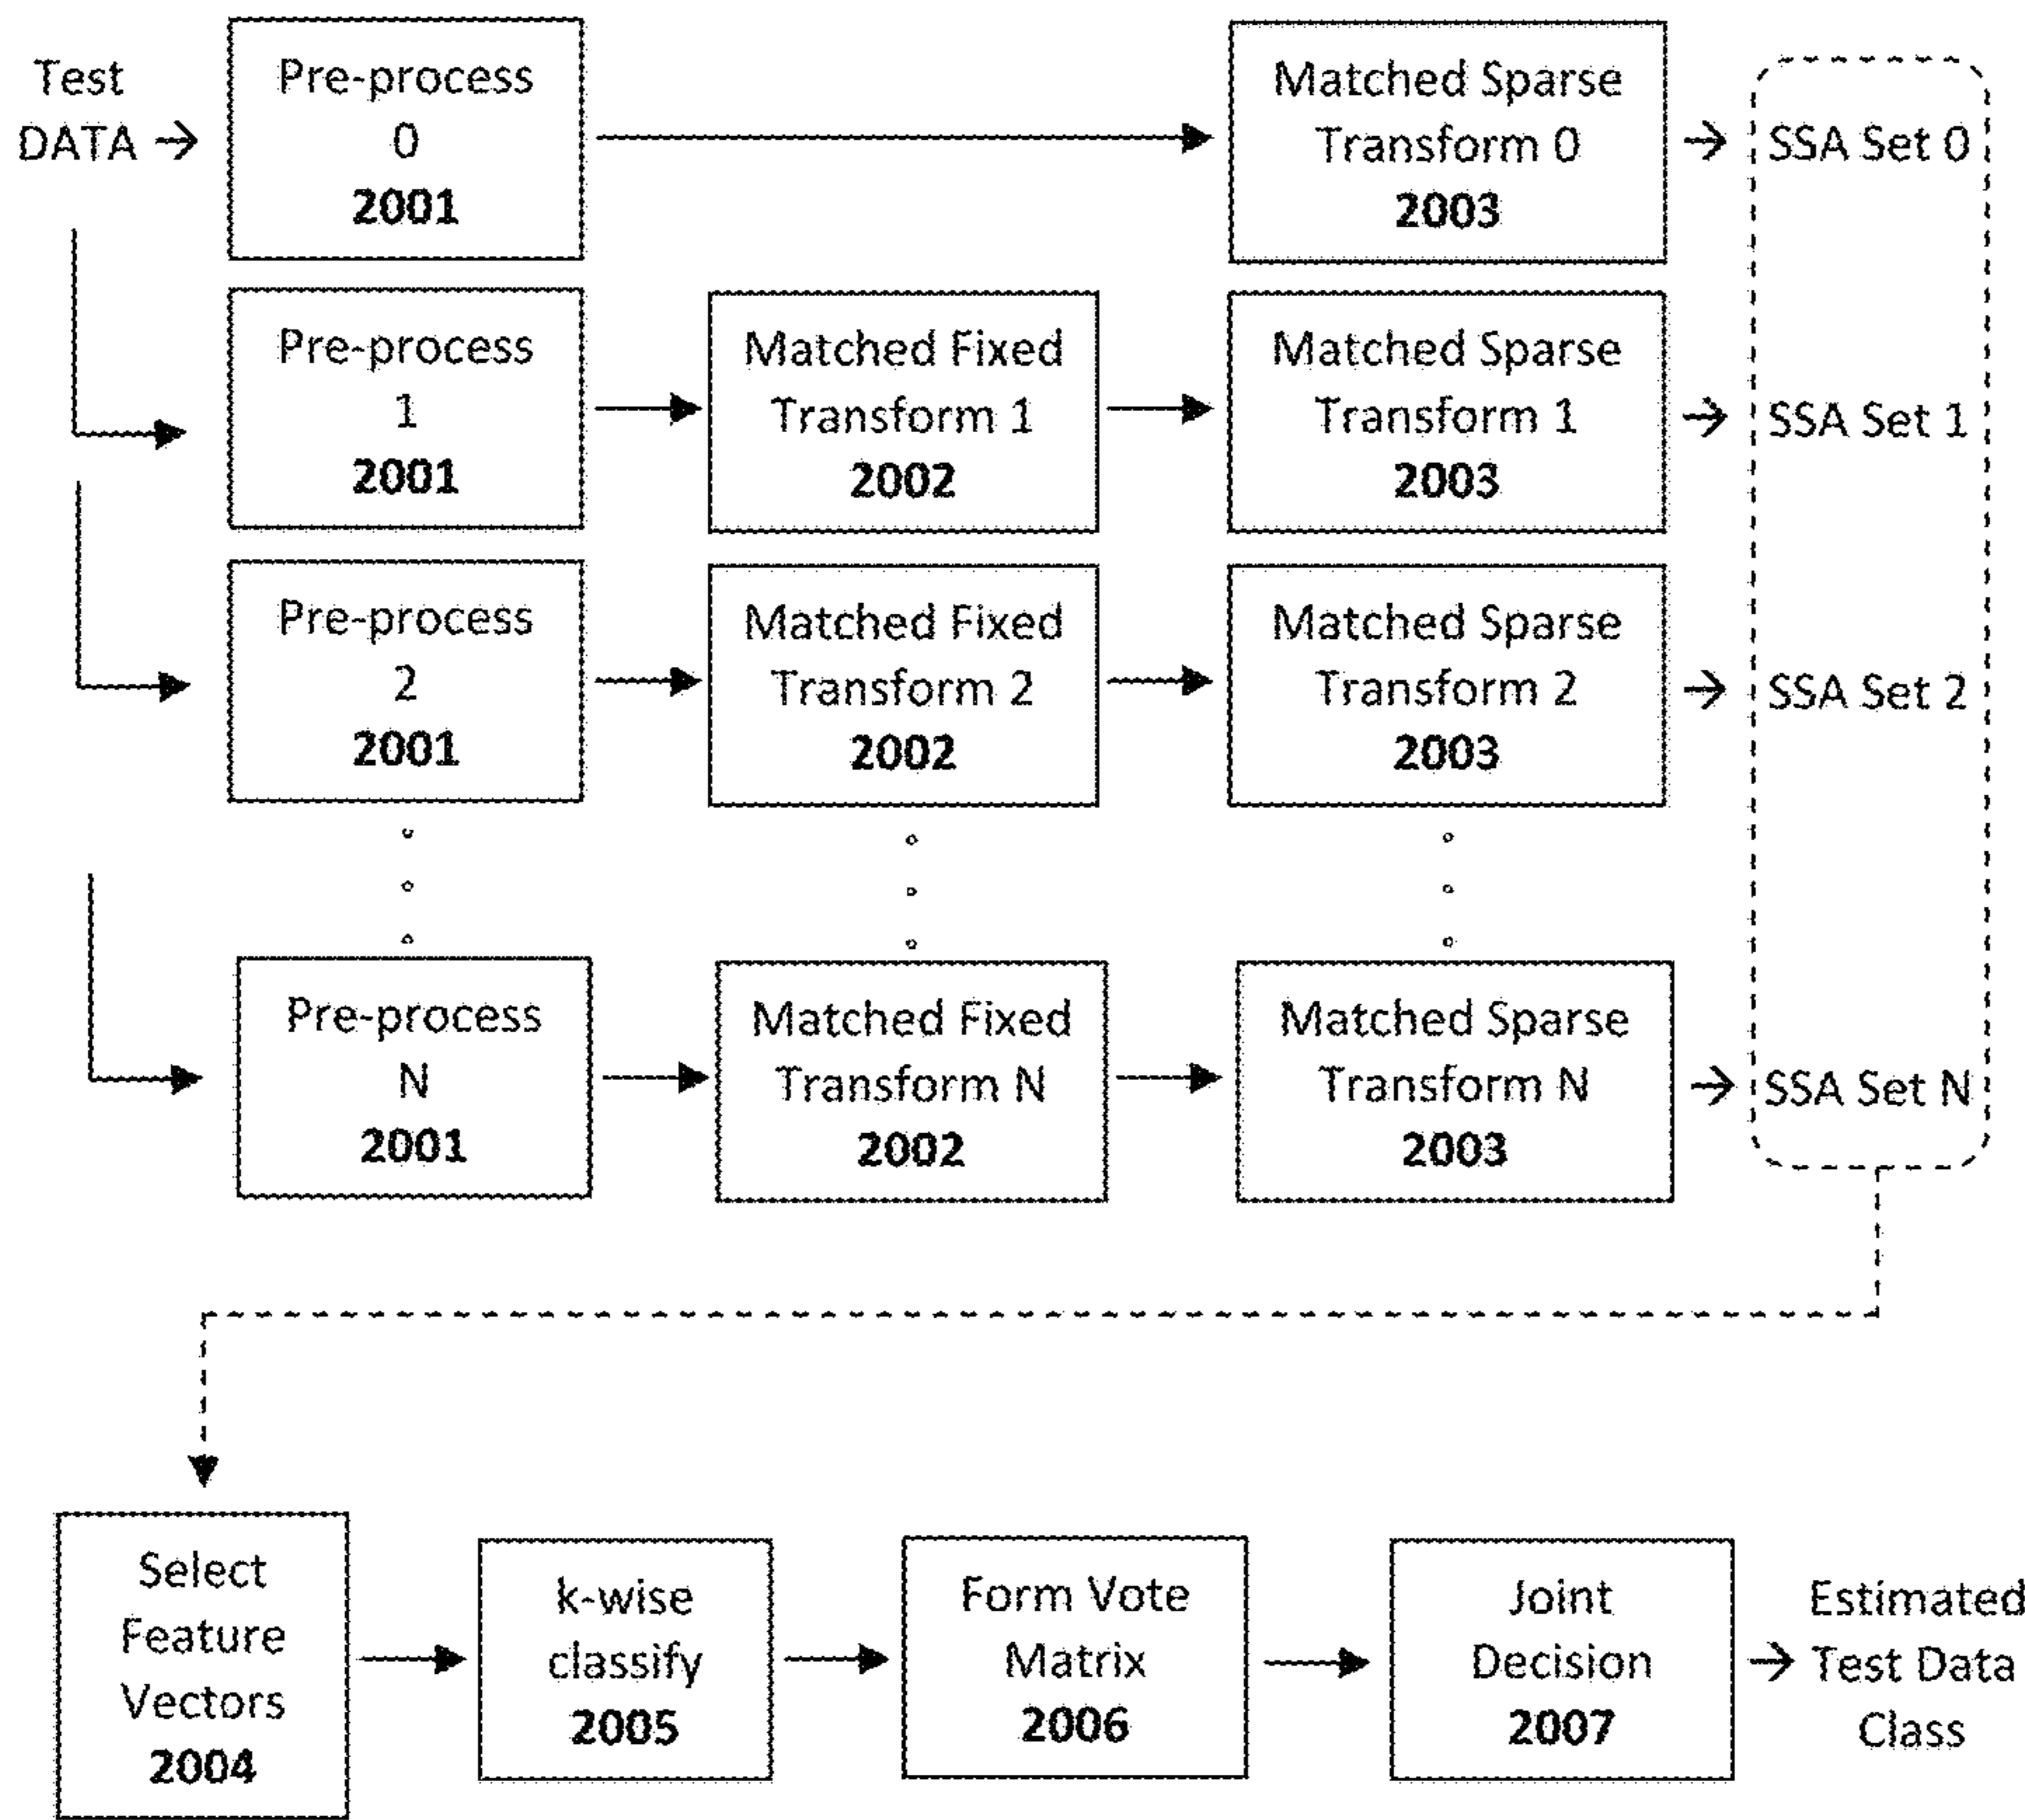 Test
DATA →
Pre-process
0
2001
Matched Sparse
Transform 0
2003
→ SSA Set 0
Pre-process
1
2001
Matched Fixed
Transform 1
2002
Matched Sparse
Transform 1
2003
→ SSA Set 1
Pre-process
2
2001
Matched Fixed
Transform 2
2002
Matched Sparse
Transform 2
2003
→ SSA Set 2
Pre-process
N
2001
Matched Fixed
Transform N
2002
Matched Sparse
Transform N
2003
→ SSA Set N
Select
Feature
Vectors
2004
k-wise
classify
2005
Form Vote
Matrix
2006
Joint
Decision
2007
Estimated
→ Test Data
Class